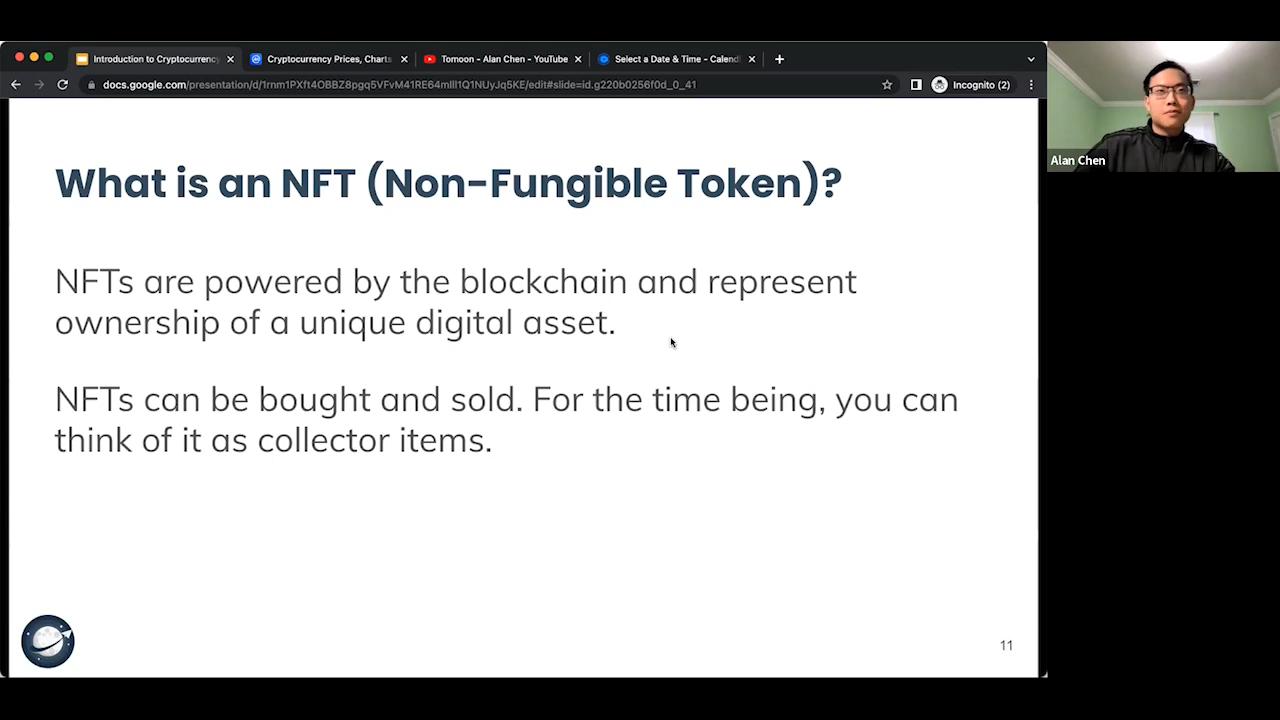 Introduction to Cryptocurrency
Cryptocurrency Prices, Charts
Tomoon - Alan Chen - YouTube
Select a Date & Time - Calendl
docs.google.com/presentation/d/1rnm1PXft4OBBZ8pgq5VFvM41RE64mlll1Q1NUyJq5KE/edit#slide=id.g220b0256f0d_0_41
Incognito (2)
Alan Chen
What is an NFT (Non-Fungible Token)?
NFTs are powered by the blockchain and represent
ownership of a unique digital asset.
NFTs can be bought and sold. For the time being, you can
think of it as collector items.
11